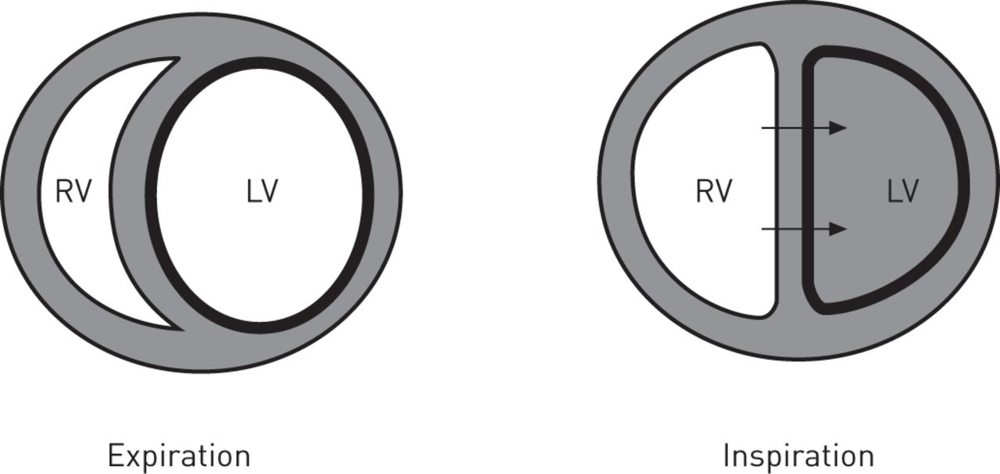 RV LV
RV LV
Expiration
Inspiration